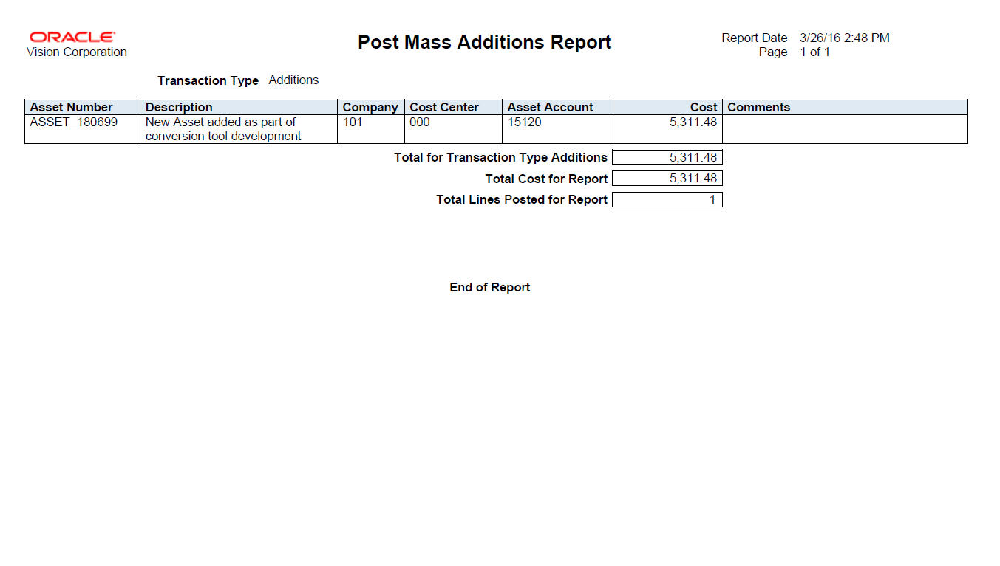 ORACLE
Vision Corporation
Post Mass Additions Report
Report Date 3/26/16 2:48 PM
Page 1 of 1
Transaction Type Additions
Asset Number Description Company Cost Center Asset Account Cost Comments
ASSET_180699 New Asset added as part of 101 000 15120 5,311.48
conversion tool development
Total for Transaction Type Additions 5,311.48
Total Cost for Report 5,311.48
Total Lines Posted for Report 1
End of Report